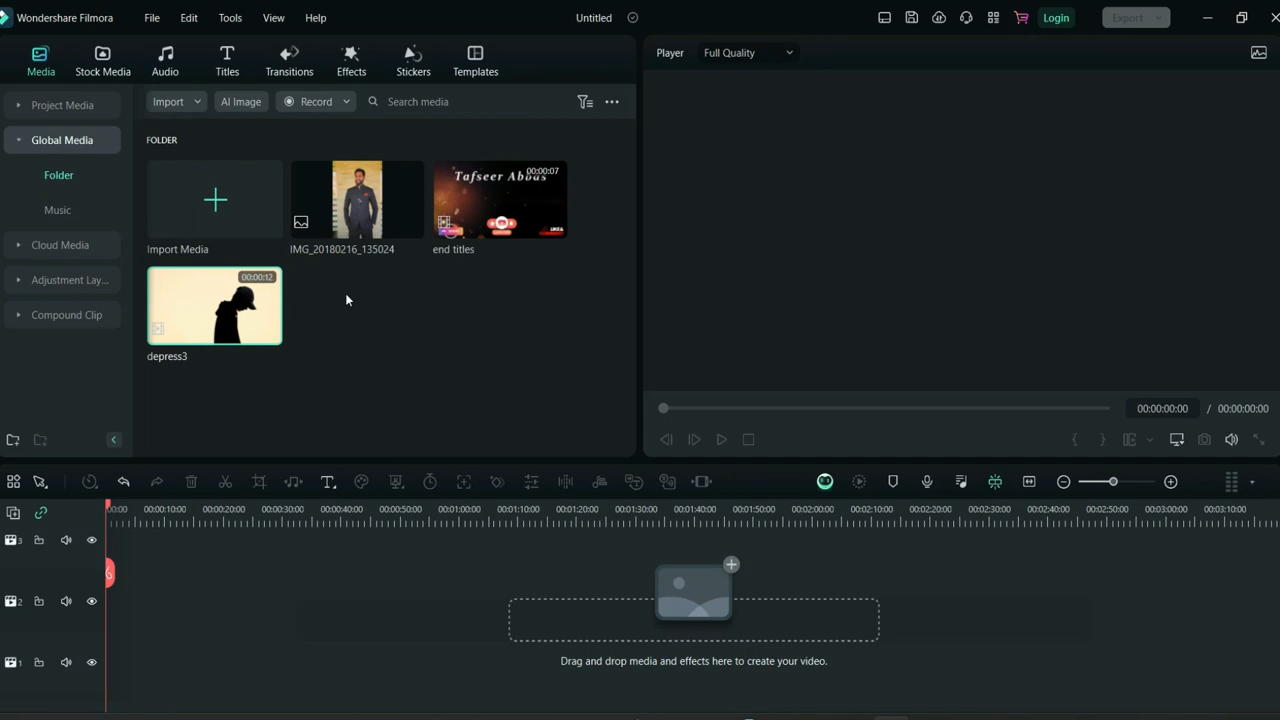 Wondershare Filmora File Edit Tools View Help Untitled Login Export
Media Stock Media Audio Titles Transitions Effects Stickers Templates
Player Full Quality
Project Media
Global Media
Folder
Music
Cloud Media
Adjustment Lay...
Compound Clip
Import AI Image Record Search media
FOLDER
Import Media
IMG_20180216_135024
Tafseer Abbas
00:00:07
end titles
00:00:12
depress3
00:00:00:00 / 00:00:00:00
00:00 00:00:10:00 00:00:20:00 00:00:30:00 00:00:40:00 00:00:50:00 00:01:00:00 00:01:10:00 00:01:20:00 00:01:30:00 00:01:40:00 00:01:50:00 00:02:00:00 00:02:10:00 00:02:20:00 00:02:30:00 00:02:40:00 00:02:50:00 00:03:00:00 00:03:10:00
3
2
1
Drag and drop media and effects here to create your video.